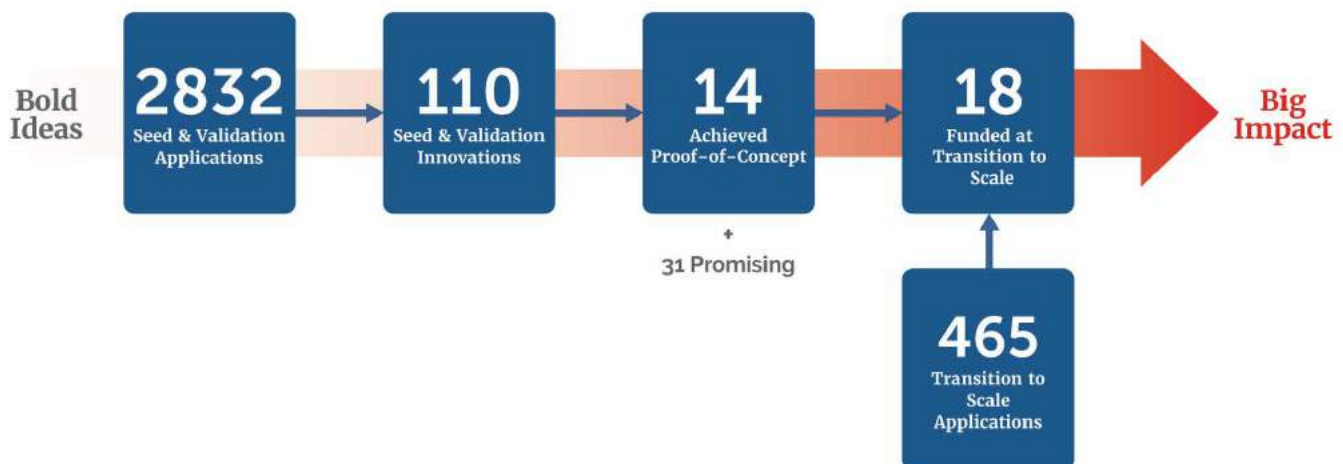 Bold
Ideas
2832
Seed & Validation
Applications
110
Seed & Validation
Innovations
14
Achieved
Proof-of-Concept
+
31 Promising
18
Funded at
Transition to
Scale
465
Transition to
Scale
Applications
Big
Impact